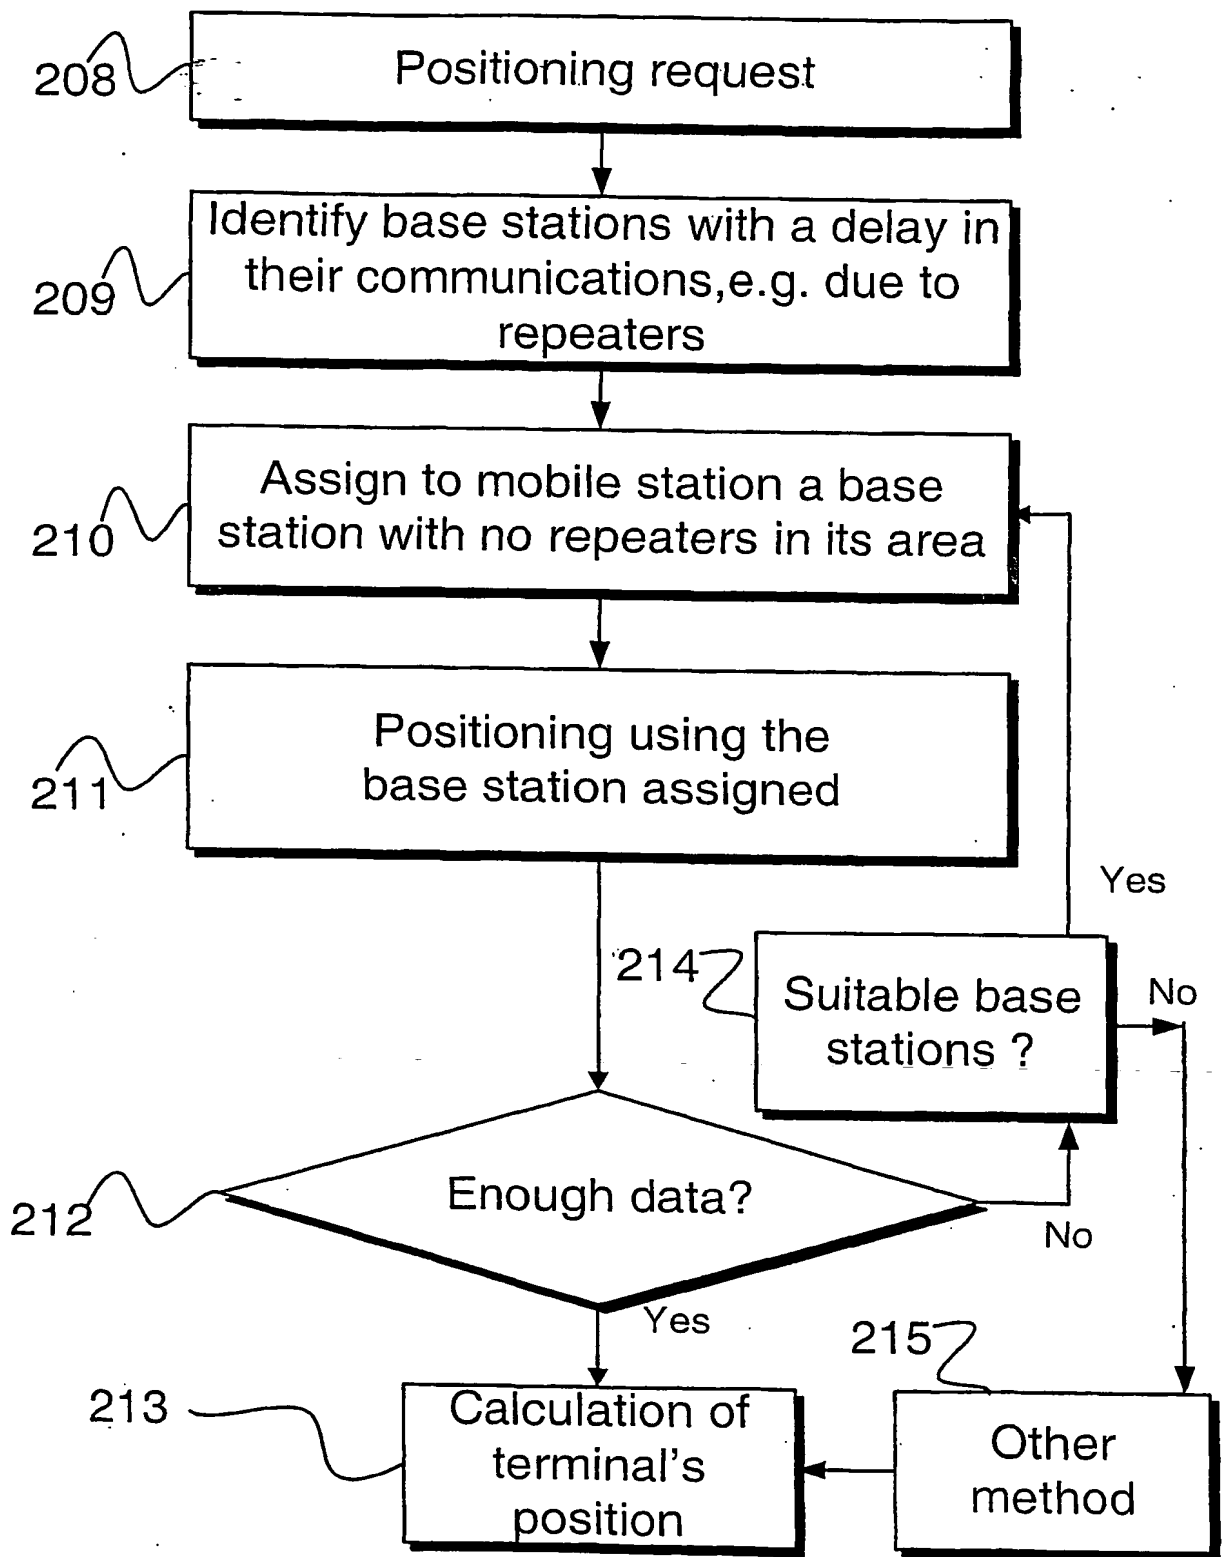 208
Positioning request
209
Identify base stations with a delay in
their communications,e.g. due to
repeaters
210
Assign to mobile station a base
station with no repeaters in its area
211
Positioning using the
base station assigned
Yes
214
Suitable base
stations ?
No
212
Enough data?
No
Yes
215
213
Calculation of
terminal's
position
Other
method